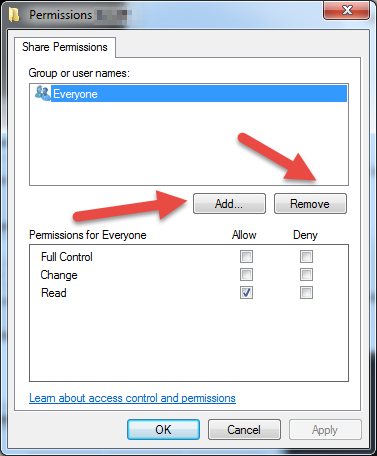 Permissions
Share Permissions
Group or user names:
Everyone
Add...
Remove
Permissions for Everyone
Allow
Deny
Full Control
Change
Read
Learn about access control and permissions
OK
Cancel
Apply